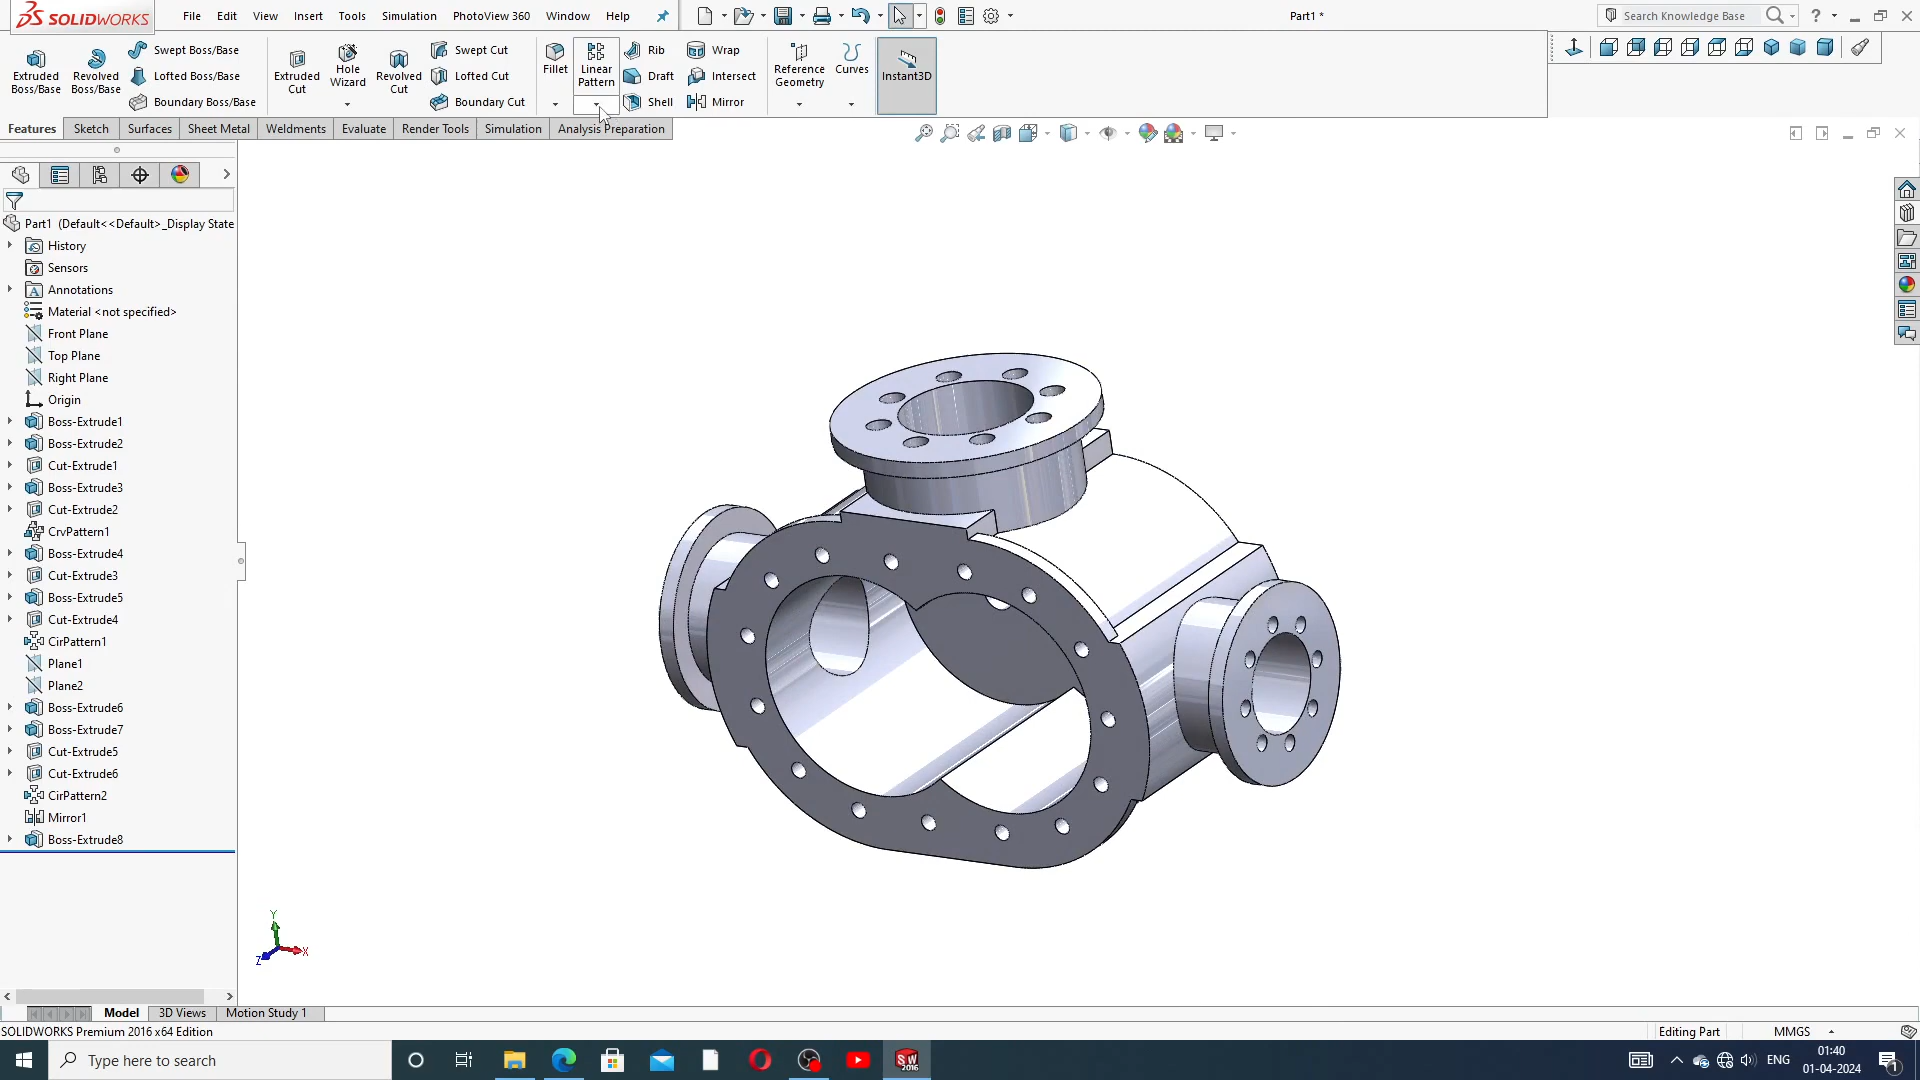 SOLIDWORKS File Edit View Insert Tools Simulation PhotoView 360 Window Help Part1 * Search Knowledge Base
Extruded Boss/Base
Revolved Boss/Base
Swept Boss/Base
Lofted Boss/Base
Boundary Boss/Base
Extruded Cut
Hole Wizard
Revolved Cut
Swept Cut
Lofted Cut
Boundary Cut
Fillet
Linear Pattern
Rib
Draft
Shell
Wrap
Intersect
Mirror
Reference Geometry
Curves
Instant3D
Features Sketch Surfaces Sheet Metal Weldments Evaluate Render Tools Simulation Analysis Preparation
Part1 (Default<<Default>_Display State
History
Sensors
Annotations
Material <not specified>
Front Plane
Top Plane
Right Plane
Origin
Boss-Extrude1
Boss-Extrude2
Cut-Extrude1
Boss-Extrude3
Cut-Extrude2
CrvPattern1
Boss-Extrude4
Cut-Extrude3
Boss-Extrude5
Cut-Extrude4
CirPattern1
Plane1
Plane2
Boss-Extrude6
Boss-Extrude7
Cut-Extrude5
Cut-Extrude6
CirPattern2
Mirror1
Boss-Extrude8
Y
X
Z
Model 3D Views Motion Study 1
SOLIDWORKS Premium 2016 x64 Edition Editing Part MMGS
Type here to search
SW 2016
ENG
01:40
01-04-2024
1